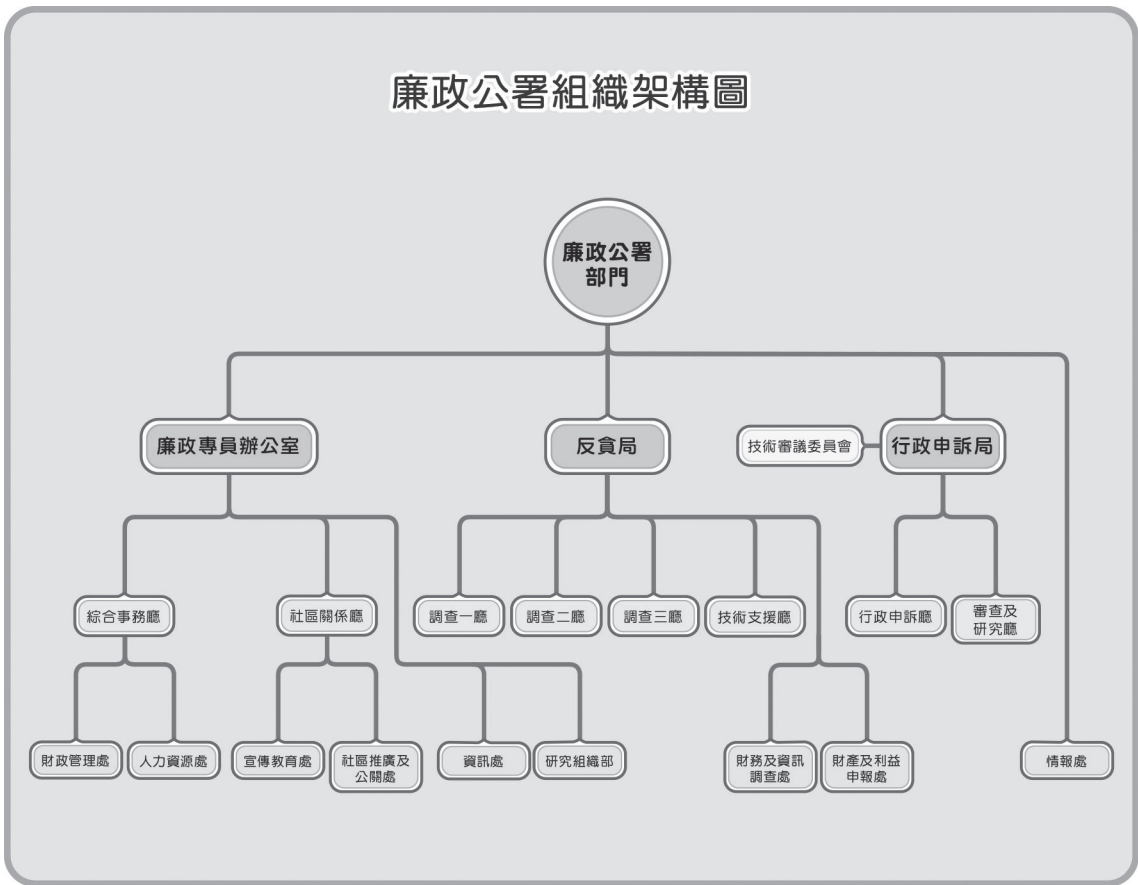 廉政公署組織架構圖
廉政公署
部門
廉政專員辦公室
反貪局
技術審議委員會
行政申訴局
綜合事務廳
社區關係廳
調查一廳
調查二廳
調查三廳
技術支援廳
行政申訴廳
審查及
研究廳
財政管理處
人力資源處
宣傳教育處
社區推廣及
公關處
資訊處
研究組織部
財務及資訊
調查處
財產及利益
申報處
情報處